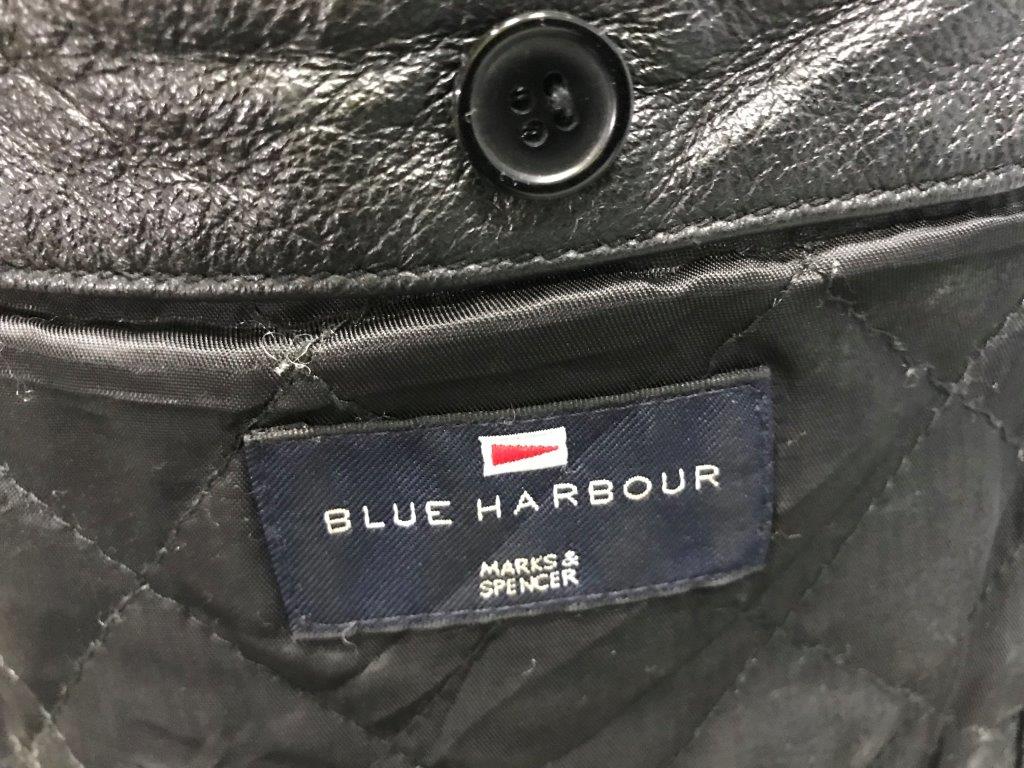 BLUE HARBOUR
MARKS &
SPENCER